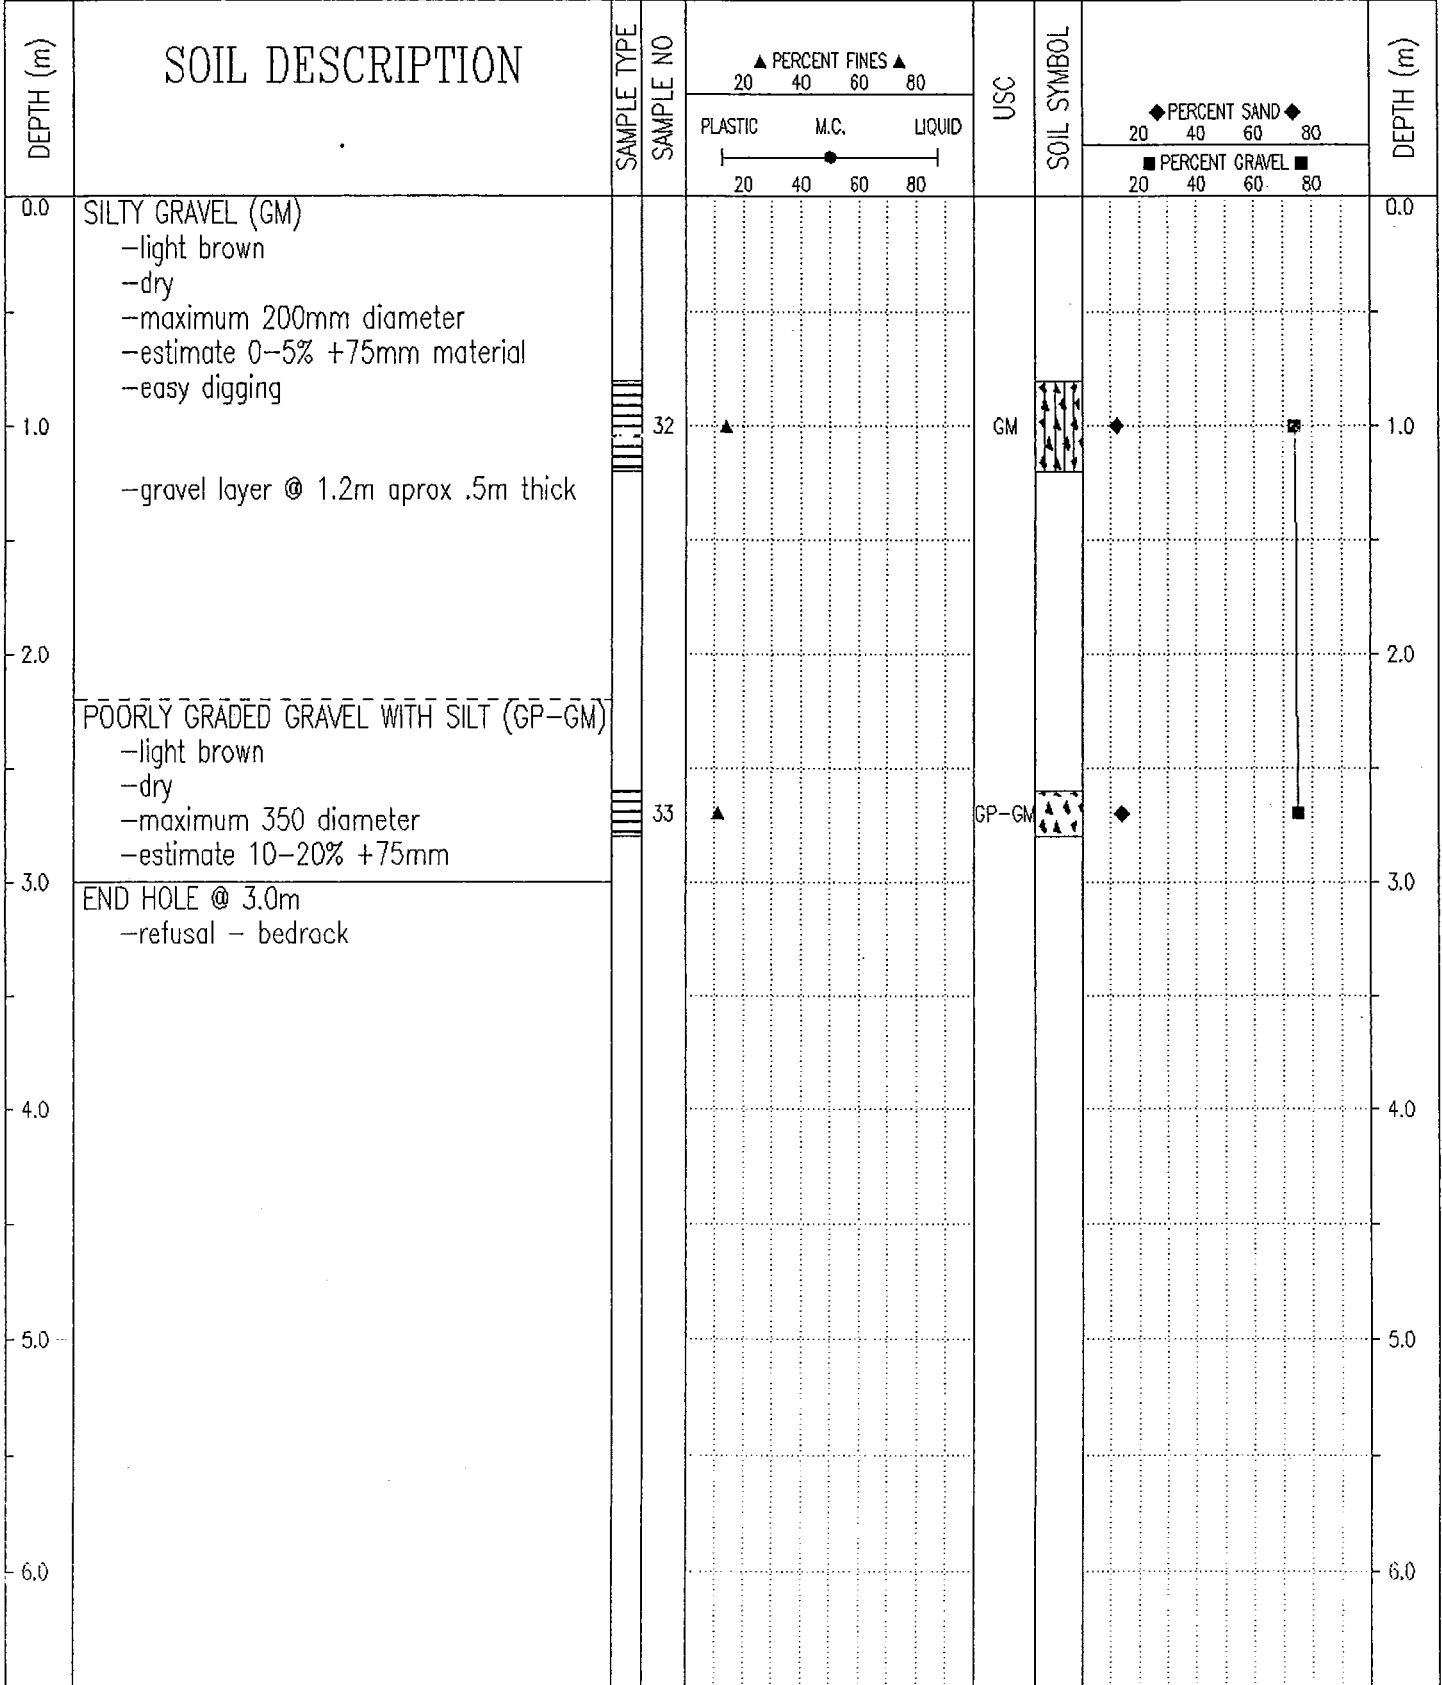 DEPTH (m)
SOIL DESCRIPTION
SAMPLE TYPE
SAMPLE NO
▲ PERCENT FINES ▲
20 40 60 80
PLASTIC M.C. LIQUID
20 40 60 80
USC
SOIL SYMBOL
◆PERCENT SAND◆
20 40 60 80
■ PERCENT GRAVEL ■
20 40 60 80
DEPTH (m)
0.0 SILTY GRAVEL (GM) 0.0
-light brown
-dry
-maximum 200mm diameter
-estimate 0-5% +75mm material
-easy digging
1.0 32 GM 1.0
-gravel layer @ 1.2m aprox .5m thick
2.0 2.0
POORLY GRADED GRAVEL WITH SILT (GP-GM)
-light brown
-dry
-maximum 350 diameter 33 GP-GM
-estimate 10-20% +75mm
3.0 3.0
END HOLE @ 3.0m
-refusal - bedrock
4.0 4.0
5.0 5.0
6.0 6.0